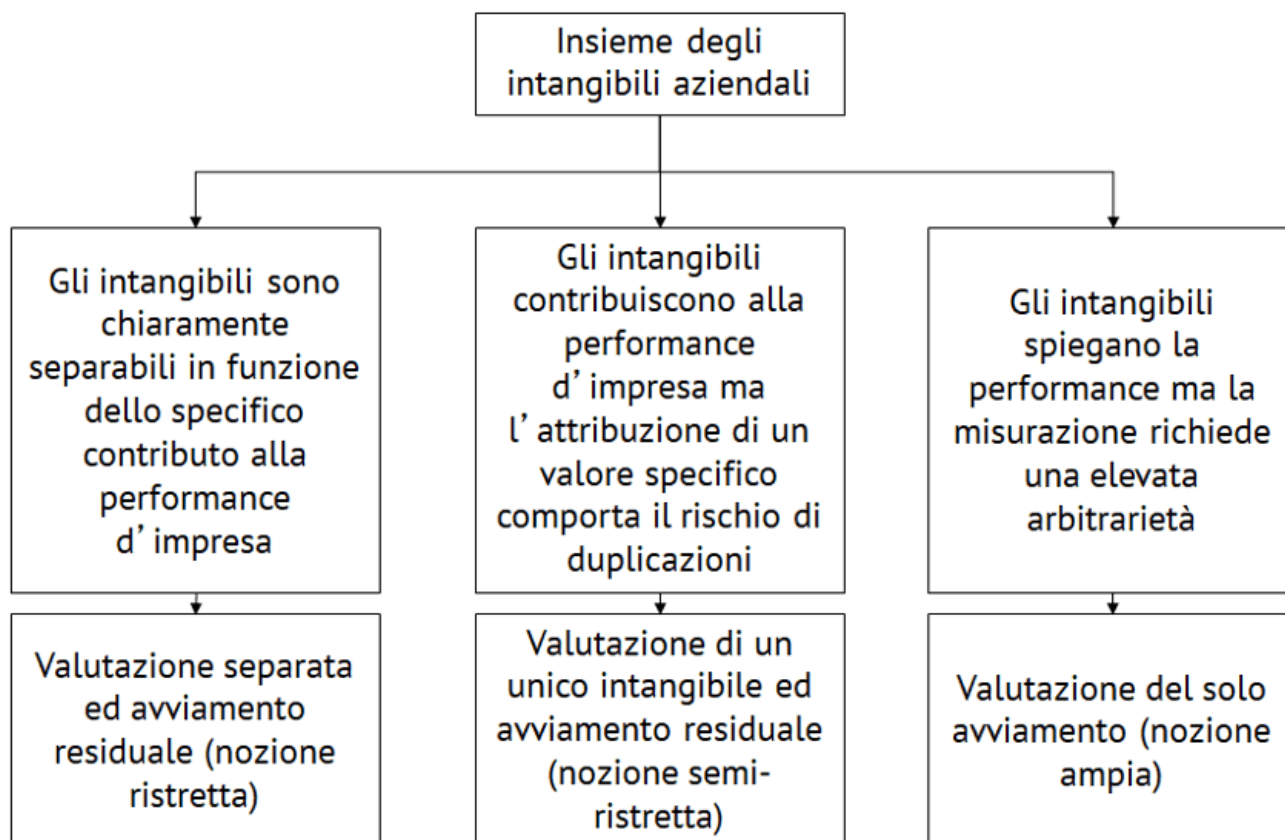 Insieme degli
intangibili aziendali
Gli intangibili sono
chiaramente
separabili in funzione
dello specifico
contributo alla
performance
d’impresa
Gli intangibili
contribuiscono alla
performance
d’impresa ma
l’attribuzione di un
valore specifico
comporta il rischio di
duplicazioni
Gli intangibili
spiegano la
performance ma la
misurazione richiede
una elevata
arbitrarietà
Valutazione separata
ed avviamento
residuale (nozione
ristretta)
Valutazione di un
unico intangibile ed
avviamento residuale
(nozione semi-
ristretta)
Valutazione del solo
avviamento (nozione
ampia)